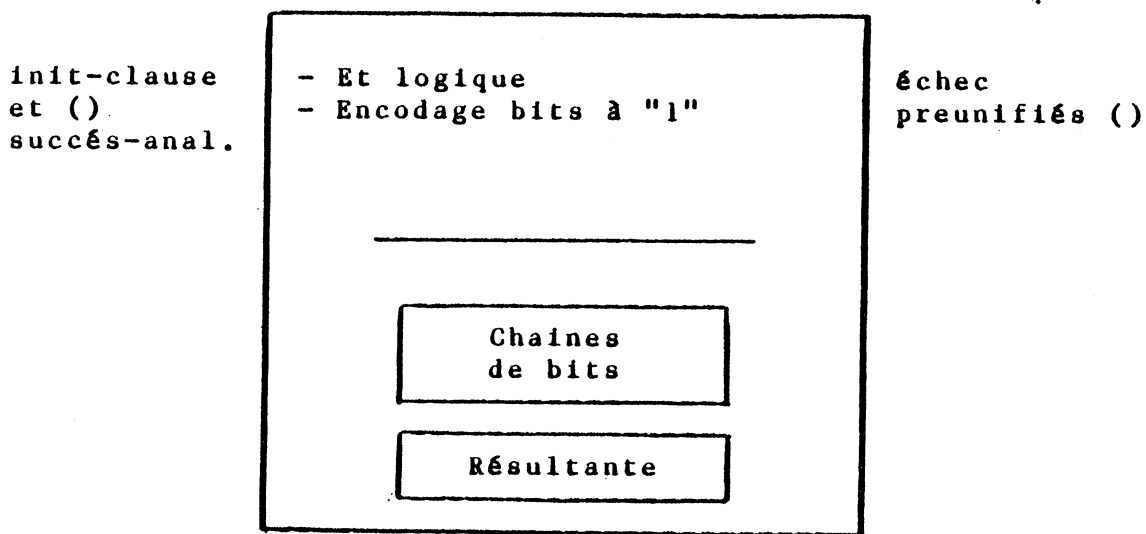 init-clause
et ()
succés-anal.
- Et logique
- Encodage bits à "1"
échec
preunifiés ()
Chaines
de bits
Résultante